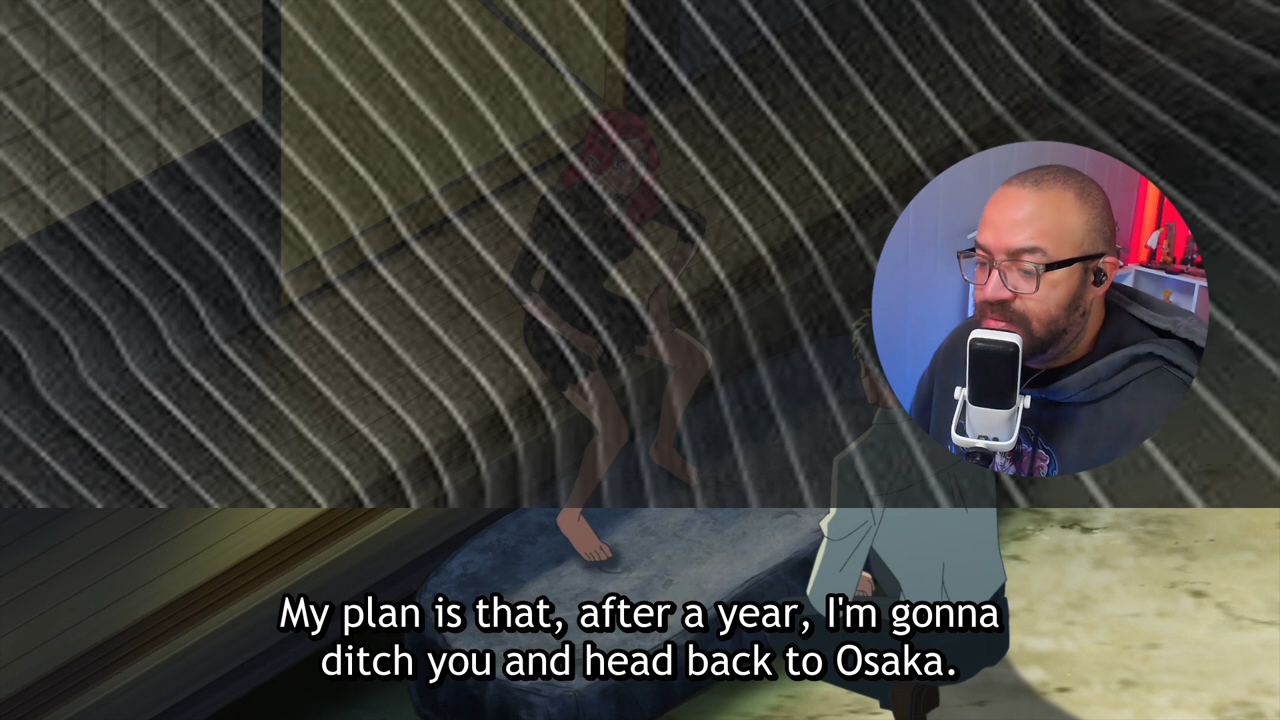 My plan is that, after a year, I'm gonna
ditch you and head back to Osaka.